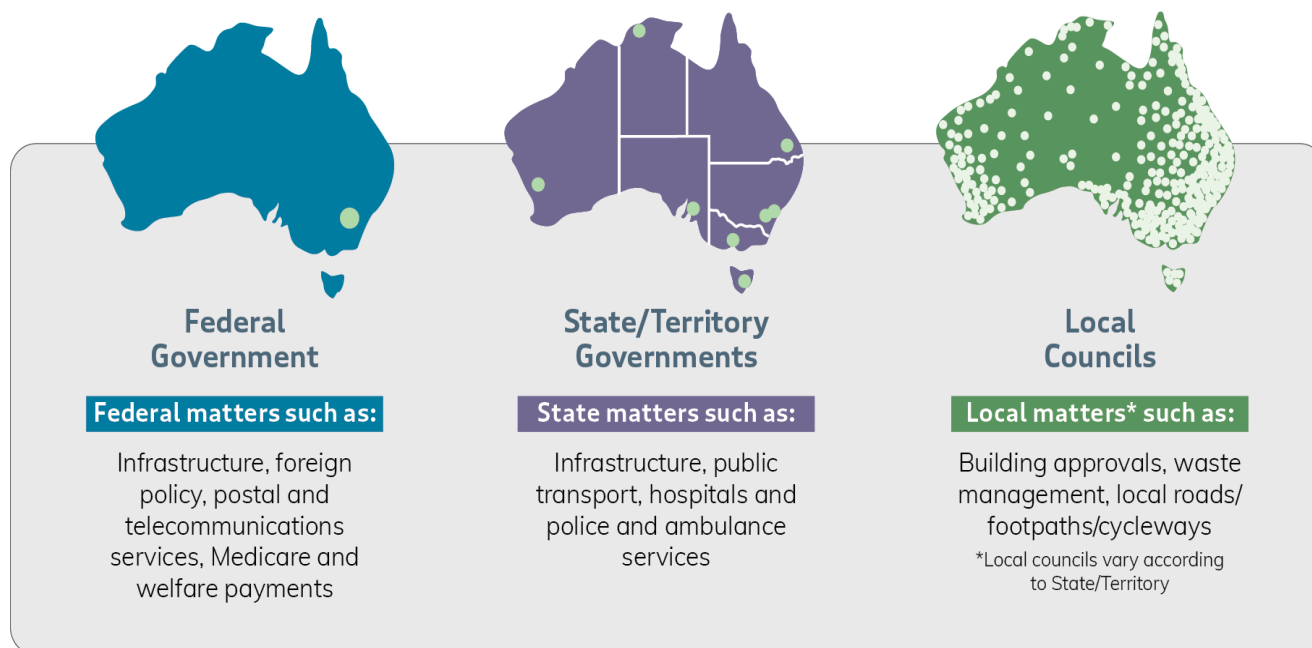 Federal
Government
Federal matters such as:
Infrastructure, foreign
policy, postal and
telecommunications
services, Medicare and
welfare payments
State/Territory
Governments
State matters such as:
Infrastructure, public
transport, hospitals and
police and ambulance
services
Local
Councils
Local matters* such as:
Building approvals, waste
management, local roads/
footpaths/cycleways
*Local councils vary according
to State/Territory